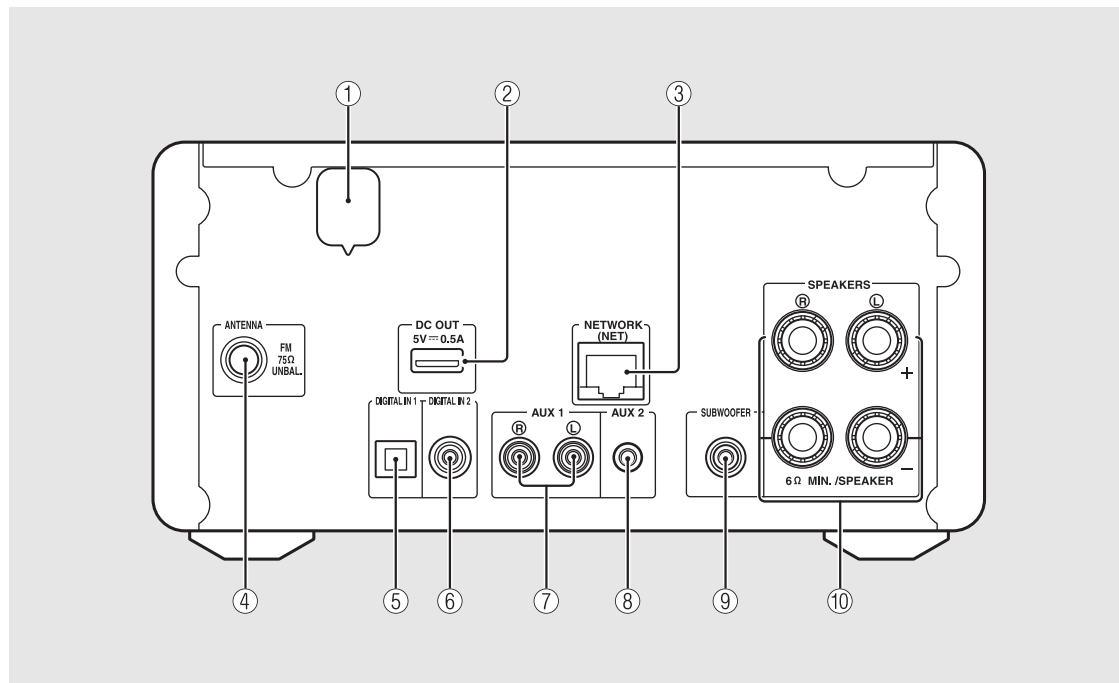 ① ② ③
SPEAKERS
Ⓡ Ⓛ
ANTENNA
FM
75Ω
UNBAL.
DC OUT
5V⎓0.5A
NETWORK
(NET)
+
DIGITAL IN 1 DIGITAL IN 2
AUX 1
Ⓡ Ⓛ
AUX 2
SUBWOOFER
−
6Ω MIN. /SPEAKER
④ ⑤ ⑥ ⑦ ⑧ ⑨ ⑩